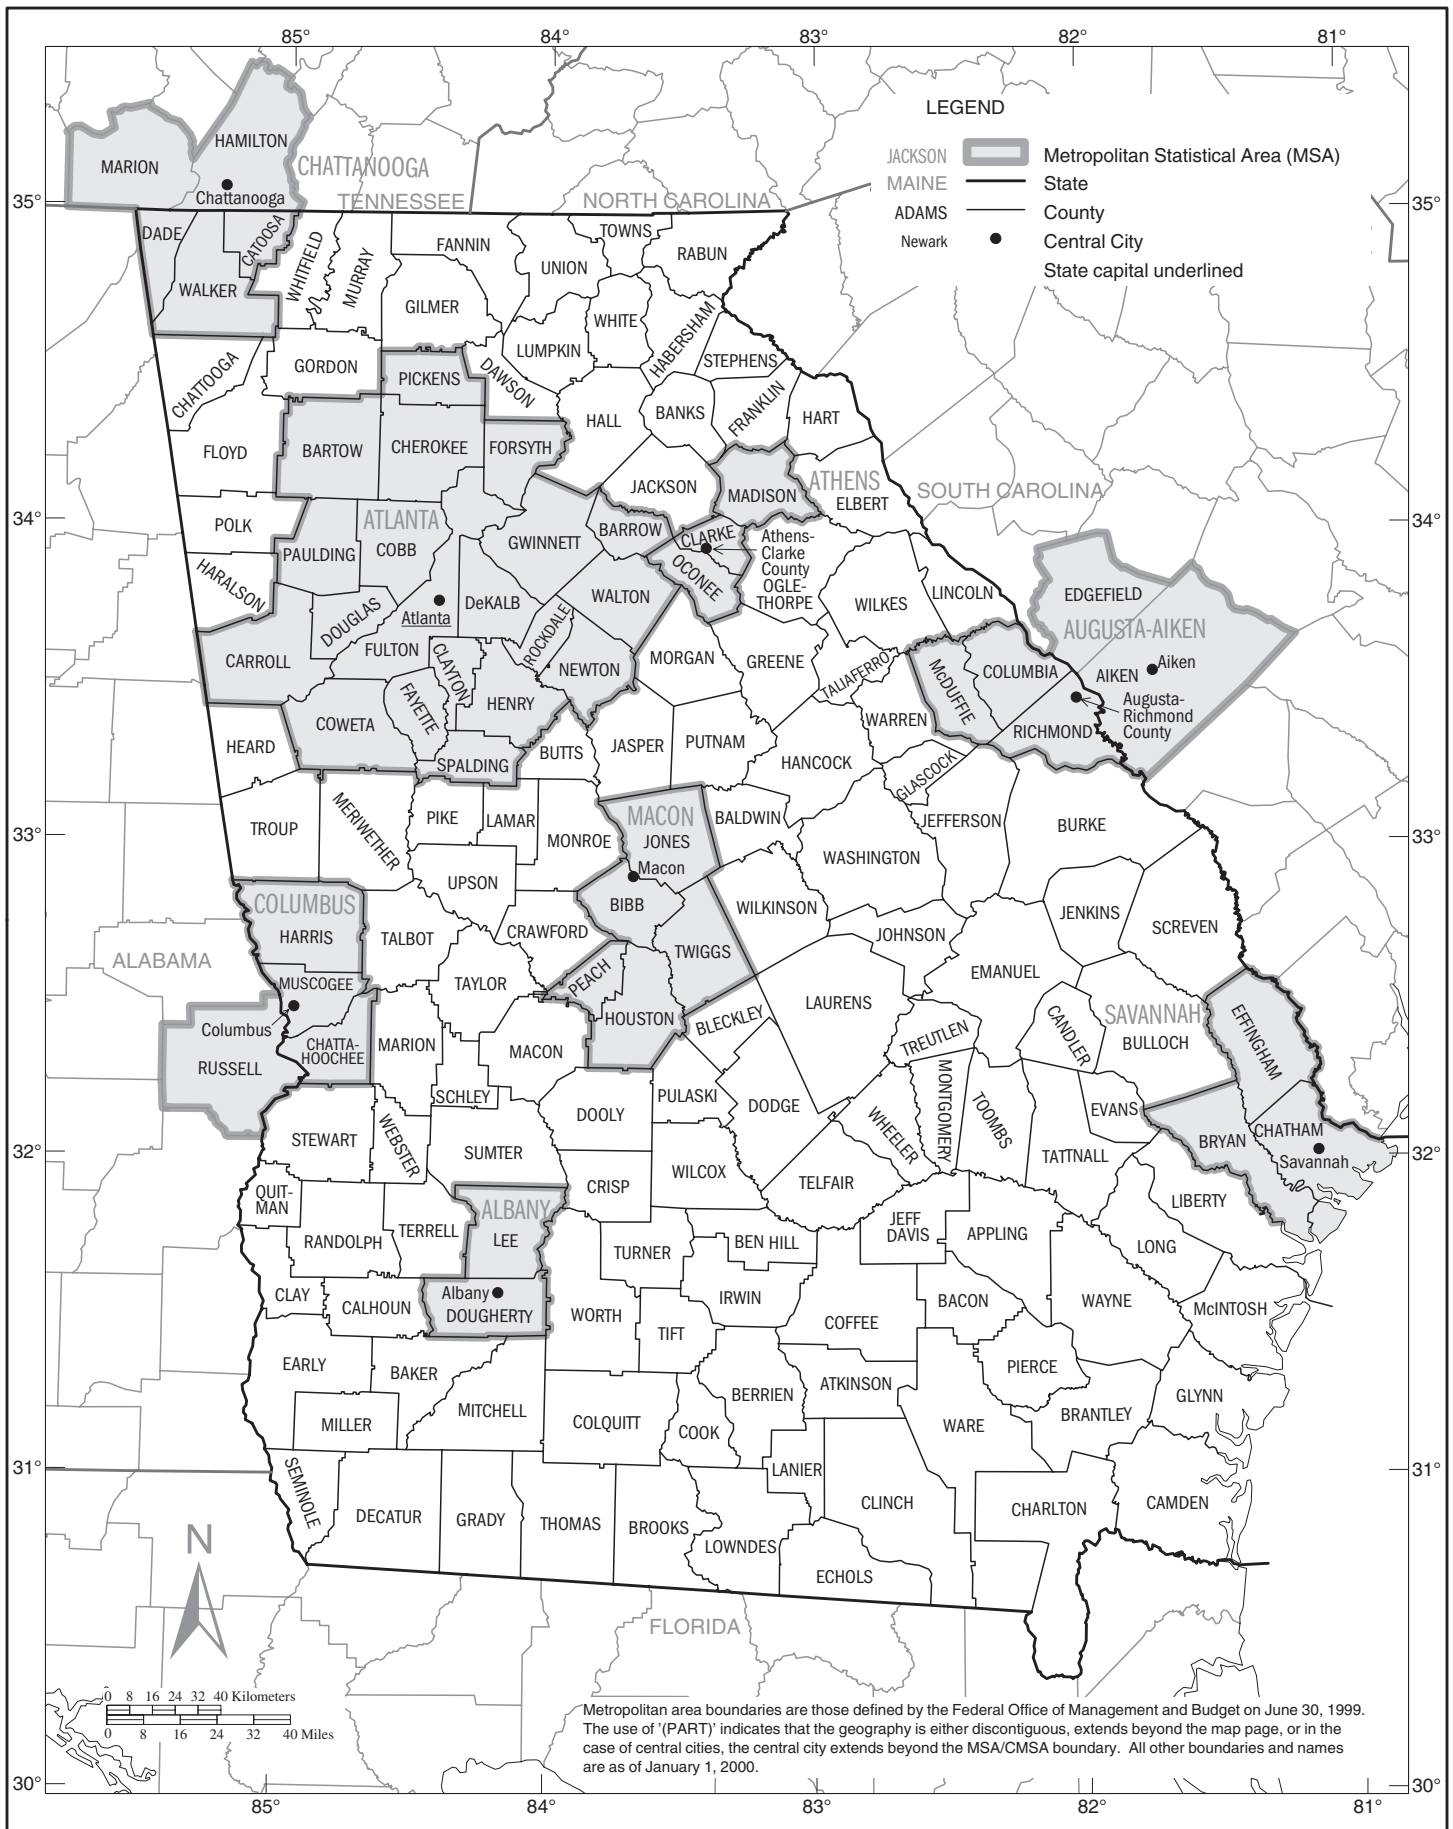 85°
84°
83°
82°
81°
LEGEND
JACKSON
Metropolitan Statistical Area (MSA)
MAINE
State
ADAMS
County
Newark
Central City
State capital underlined
HAMILTON
MARION
CHATTANOOGA
Chattanooga
TENNESSEE
NORTH CAROLINA
35°
35°
DADE
CATOOSA
WHITFIELD
MURRAY
FANNIN
TOWNS
UNION
RABUN
WALKER
GILMER
WHITE
HABERSHAM
LUMPKIN
STEPHENS
CHATTOOGA
GORDON
PICKENS
DAWSON
HALL
BANKS
FRANKLIN
HART
FLOYD
BARTOW
CHEROKEE
FORSYTH
JACKSON
MADISON
ATHENS
ELBERT
SOUTH CAROLINA
34°
34°
POLK
ATLANTA
COBB
PAULDING
GWINNETT
BARROW
CLARKE
OCONEE
Athens-
Clarke
County
OGLE-
THORPE
HARALSON
DOUGLAS
Atlanta
DeKALB
ROCKDALE
WALTON
WILKES
LINCOLN
EDGEFIELD
AUGUSTA-AIKEN
CARROLL
FULTON
CLAYTON
NEWTON
MORGAN
GREENE
TALIAFERRO
McDUFFIE
COLUMBIA
AIKEN
Aiken
Augusta-
Richmond
County
RICHMOND
COWETA
FAYETTE
HENRY
WARREN
HEARD
SPALDING
BUTTS
JASPER
PUTNAM
HANCOCK
GLASCOCK
33°
33°
TROUP
MERIWETHER
PIKE
LAMAR
MONROE
MACON
JONES
Macon
BALDWIN
JEFFERSON
BURKE
WASHINGTON
UPSON
COLUMBUS
HARRIS
TALBOT
CRAWFORD
BIBB
WILKINSON
JENKINS
SCREVEN
JOHNSON
ALABAMA
TWIGGS
MUSCOGEE
TAYLOR
PEACH
EMANUEL
Columbus
HOUSTON
BLECKLEY
LAURENS
TREUTLEN
CANDLER
SAVANNAH
BULLOCH
EFFINGHAM
RUSSELL
CHATTA-
HOOCHEE
MARION
MACON
SCHLEY
DOOLY
PULASKI
DODGE
WHEELER
MONTGOMERY
TOOMBS
EVANS
32°
32°
STEWART
WEBSTER
SUMTER
TATTNALL
BRYAN
CHATHAM
Savannah
QUIT-
MAN
CRISP
WILCOX
TELFAIR
LIBERTY
RANDOLPH
TERRELL
ALBANY
LEE
TURNER
BEN HILL
JEFF
DAVIS
APPLING
LONG
CLAY
CALHOUN
Albany
DOUGHERTY
WORTH
IRWIN
TIFT
COFFEE
BACON
WAYNE
McINTOSH
EARLY
BAKER
PIERCE
BERRIEN
ATKINSON
GLYNN
MILLER
MITCHELL
COLQUITT
COOK
WARE
BRANTLEY
31°
31°
SEMINOLE
LANIER
DECATUR
GRADY
THOMAS
BROOKS
LOWNDES
CLINCH
CHARLTON
CAMDEN
ECHOLS
N
FLORIDA
0 8 16 24 32 40 Kilometers
0 8 16 24 32 40 Miles
Metropolitan area boundaries are those defined by the Federal Office of Management and Budget on June 30, 1999.
The use of '(PART)' indicates that the geography is either discontiguous, extends beyond the map page, or in the
case of central cities, the central city extends beyond the MSA/CMSA boundary. All other boundaries and names
are as of January 1, 2000.
30°
30°
85°
84°
83°
82°
81°